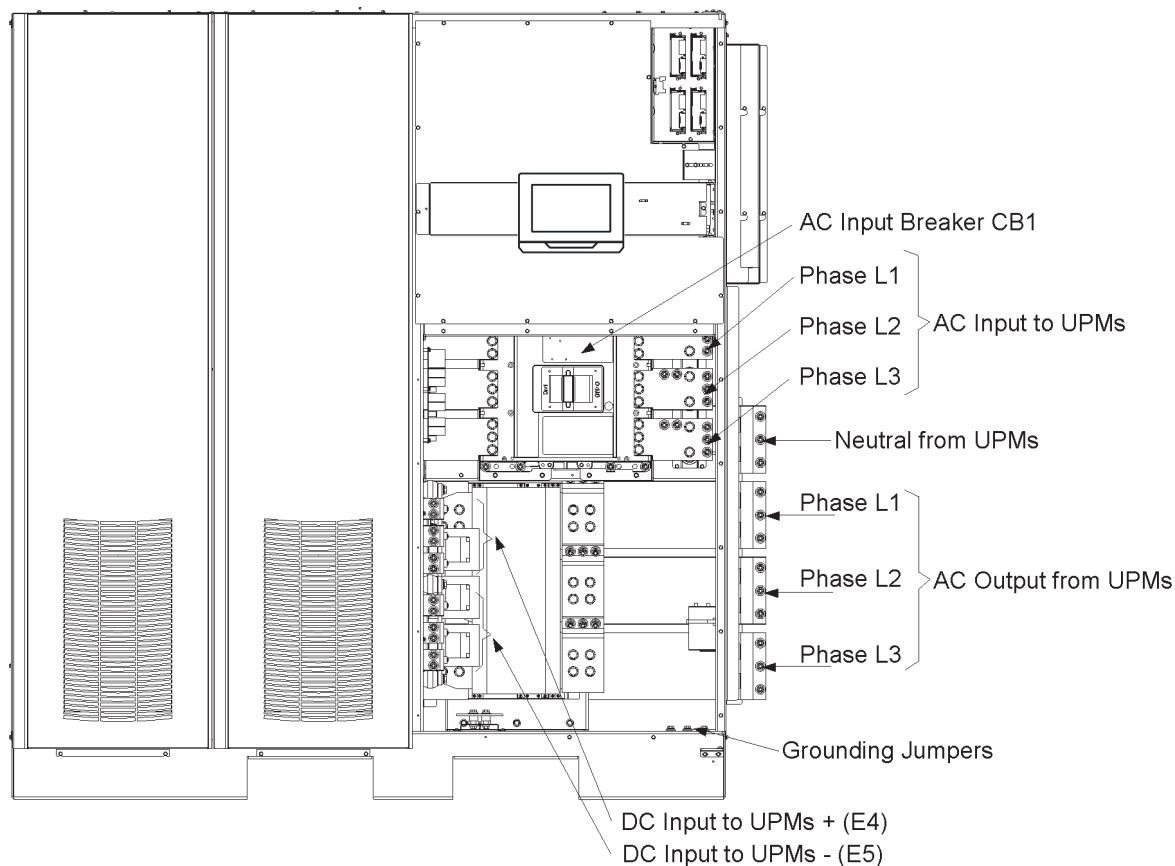 AC Input Breaker CB1
Phase L1
Phase L2
AC Input to UPMs
Phase L3
Neutral from UPMs
Phase L1
Phase L2
AC Output from UPMs
Phase L3
Grounding Jumpers
DC Input to UPMs + (E4)
DC Input to UPMs - (E5)